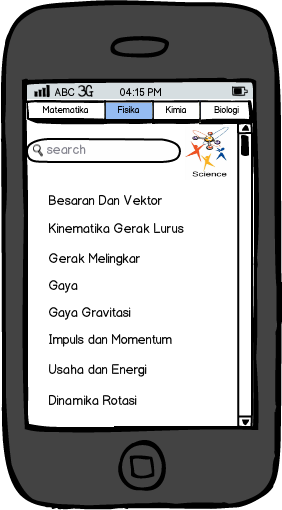 ABC 3G 04:15 PM
Matematika Fisika Kimia Biologi
search
Science
Besaran Dan Vektor
Kinematika Gerak Lurus
Gerak Melingkar
Gaya
Gaya Gravitasi
Impuls dan Momentum
Usaha dan Energi
Dinamika Rotasi